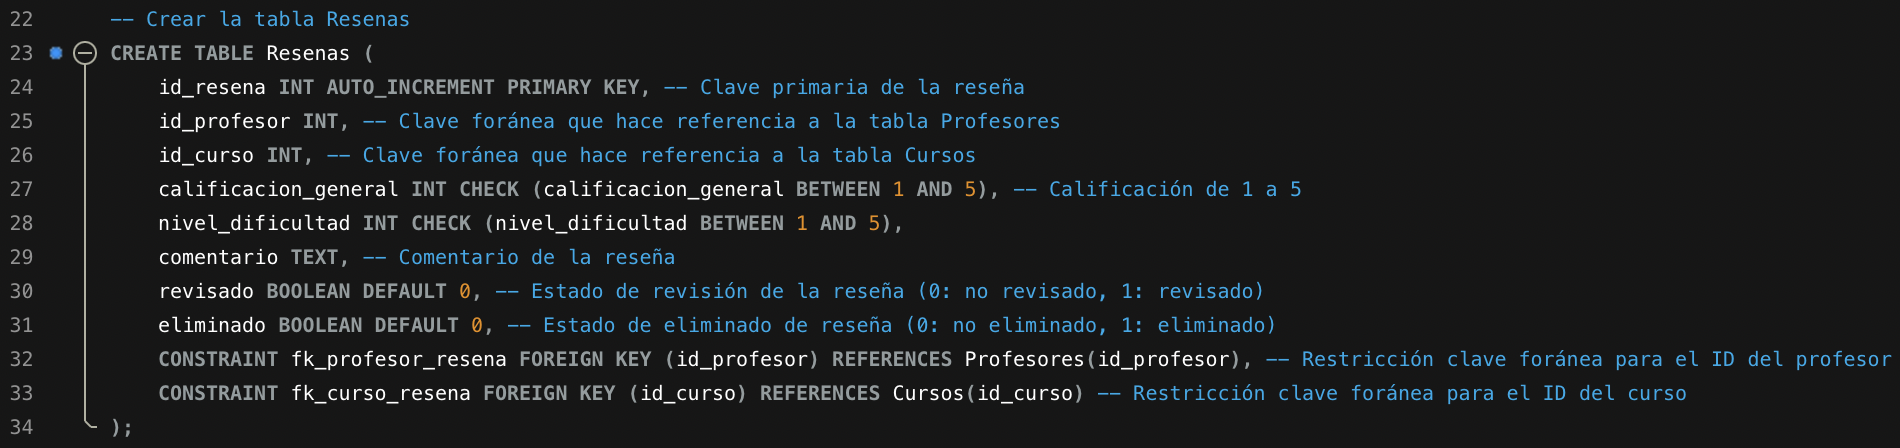 22 -- Crear la tabla Resenas
23 CREATE TABLE Resenas (
24 id_resena INT AUTO_INCREMENT PRIMARY KEY, -- Clave primaria de la reseña
25 id_profesor INT, -- Clave foránea que hace referencia a la tabla Profesores
26 id_curso INT, -- Clave foránea que hace referencia a la tabla Cursos
27 calificacion_general INT CHECK (calificacion_general BETWEEN 1 AND 5), -- Calificación de 1 a 5
28 nivel_dificultad INT CHECK (nivel_dificultad BETWEEN 1 AND 5),
29 comentario TEXT, -- Comentario de la reseña
30 revisado BOOLEAN DEFAULT 0, -- Estado de revisión de la reseña (0: no revisado, 1: revisado)
31 eliminado BOOLEAN DEFAULT 0, -- Estado de eliminado de reseña (0: no eliminado, 1: eliminado)
32 CONSTRAINT fk_profesor_resena FOREIGN KEY (id_profesor) REFERENCES Profesores(id_profesor), -- Restricción clave foránea para el ID del profesor
33 CONSTRAINT fk_curso_resena FOREIGN KEY (id_curso) REFERENCES Cursos(id_curso) -- Restricción clave foránea para el ID del curso
34 );